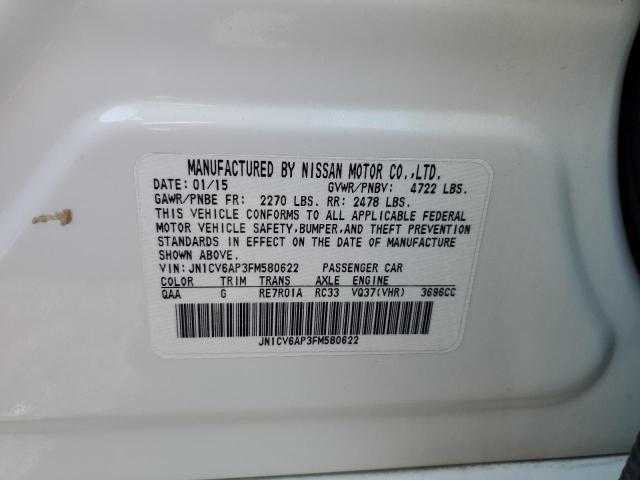 MANUFACTURED BY NISSAN MOTOR CO.,LTD.
DATE: 01/15 GVWR/PNBV: 4722 LBS.
GAWR/PNBE FR: 2270 LBS. RR: 2478 LBS.
THIS VEHICLE CONFORMS TO ALL APPLICABLE FEDERAL
MOTOR VEHICLE SAFETY,BUMPER,AND THEFT PREVENTION
STANDARDS IN EFFECT ON THE DATE OF MANUFACTURE
SHOWN ABOVE.
VIN: JN1CV6AP3FM580622 PASSENGER CAR
COLOR TRIM TRANS AXLE ENGINE
QAA G RE7R01A RC33 VQ37(VHR) 3696CC
JN1CV6AP3FM580622